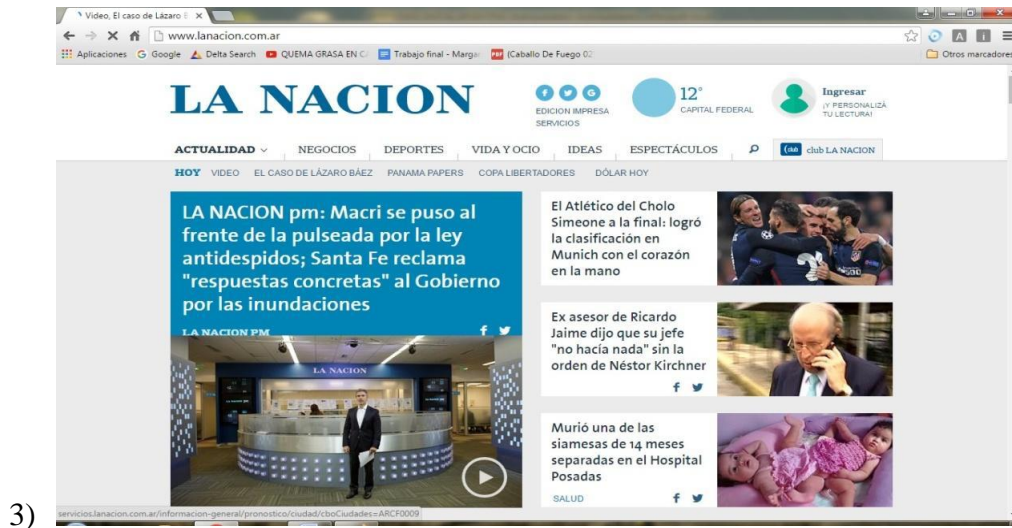 Video, El caso de Lázaro B
www.lanacion.com.ar
Aplicaciones Google Delta Search QUEMA GRASA EN C Trabajo final - Marga (Caballo De Fuego 02 Otros marcadores
LA NACION
EDICION IMPRESA
SERVICIOS
12°
CAPITAL FEDERAL
Ingresar
¡Y PERSONALIZÁ
TU LECTURA!
ACTUALIDAD NEGOCIOS DEPORTES VIDA Y OCIO IDEAS ESPECTÁCULOS club club LA NACION
HOY VIDEO EL CASO DE LÁZARO BÁEZ PANAMA PAPERS COPA LIBERTADORES DÓLAR HOY
LA NACION pm: Macri se puso al
frente de la pulseada por la ley
antidespidos; Santa Fe reclama
"respuestas concretas" al Gobierno
por las inundaciones
LA NACION PM
LA NACION
El Atlético del Cholo
Simeone a la final: logró
la clasificación en
Munich con el corazón
en la mano
Ex asesor de Ricardo
Jaime dijo que su jefe
"no hacía nada" sin la
orden de Néstor Kirchner
Murió una de las
siamesas de 14 meses
separadas en el Hospital
Posadas
SALUD
servicios.lanacion.com.ar/informacion-general/pronostico/ciudad/cboCiudades=ARCF0009
3)